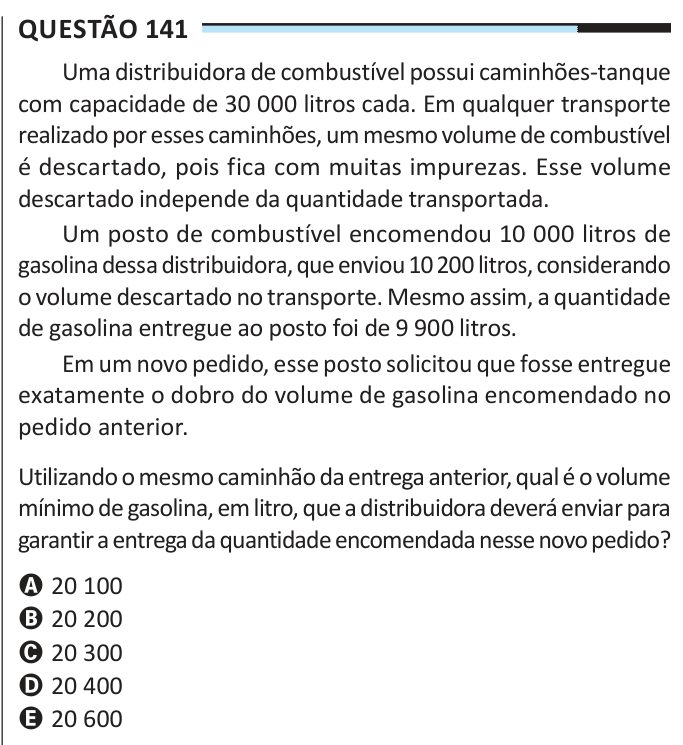 QUESTÃO 141
Uma distribuidora de combustível possui caminhões-tanque
com capacidade de 30 000 litros cada. Em qualquer transporte
realizado por esses caminhões, um mesmo volume de combustível
é descartado, pois fica com muitas impurezas. Esse volume
descartado independe da quantidade transportada.
Um posto de combustível encomendou 10 000 litros de
gasolina dessa distribuidora, que enviou 10 200 litros, considerando
o volume descartado no transporte. Mesmo assim, a quantidade
de gasolina entregue ao posto foi de 9 900 litros.
Em um novo pedido, esse posto solicitou que fosse entregue
exatamente o dobro do volume de gasolina encomendado no
pedido anterior.
Utilizando o mesmo caminhão da entrega anterior, qual é o volume
mínimo de gasolina, em litro, que a distribuidora deverá enviar para
garantir a entrega da quantidade encomendada nesse novo pedido?
A 20 100
B 20 200
C 20 300
D 20 400
E 20 600